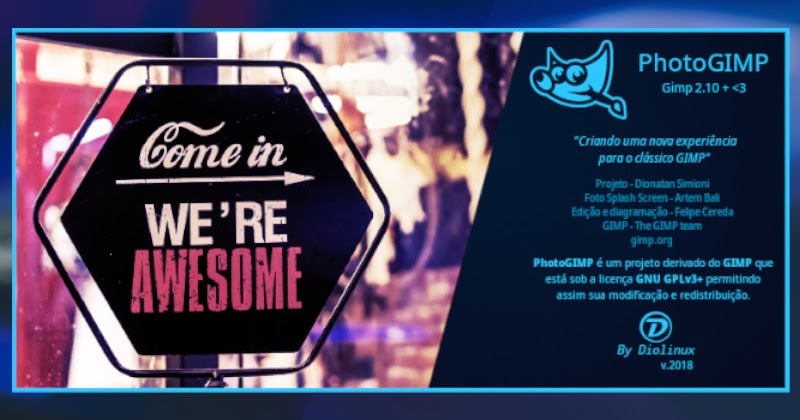 Come in
WE'RE
AWESOME
PhotoGIMP
Gimp 2.10 + <3
"Criando uma nova experiência
para o clássico GIMP"
Projeto - Dionatan Simioni
Foto Splash Screen - Artem Bali
Edição e diagramação - Felipe Cereda
GIMP - The GIMP team
gimp.org
PhotoGIMP é um projeto derivado do GIMP que
está sob a licença GNU GPLv3+ permitindo
assim sua modificação e redistribuição.
By Diolinux
v.2018